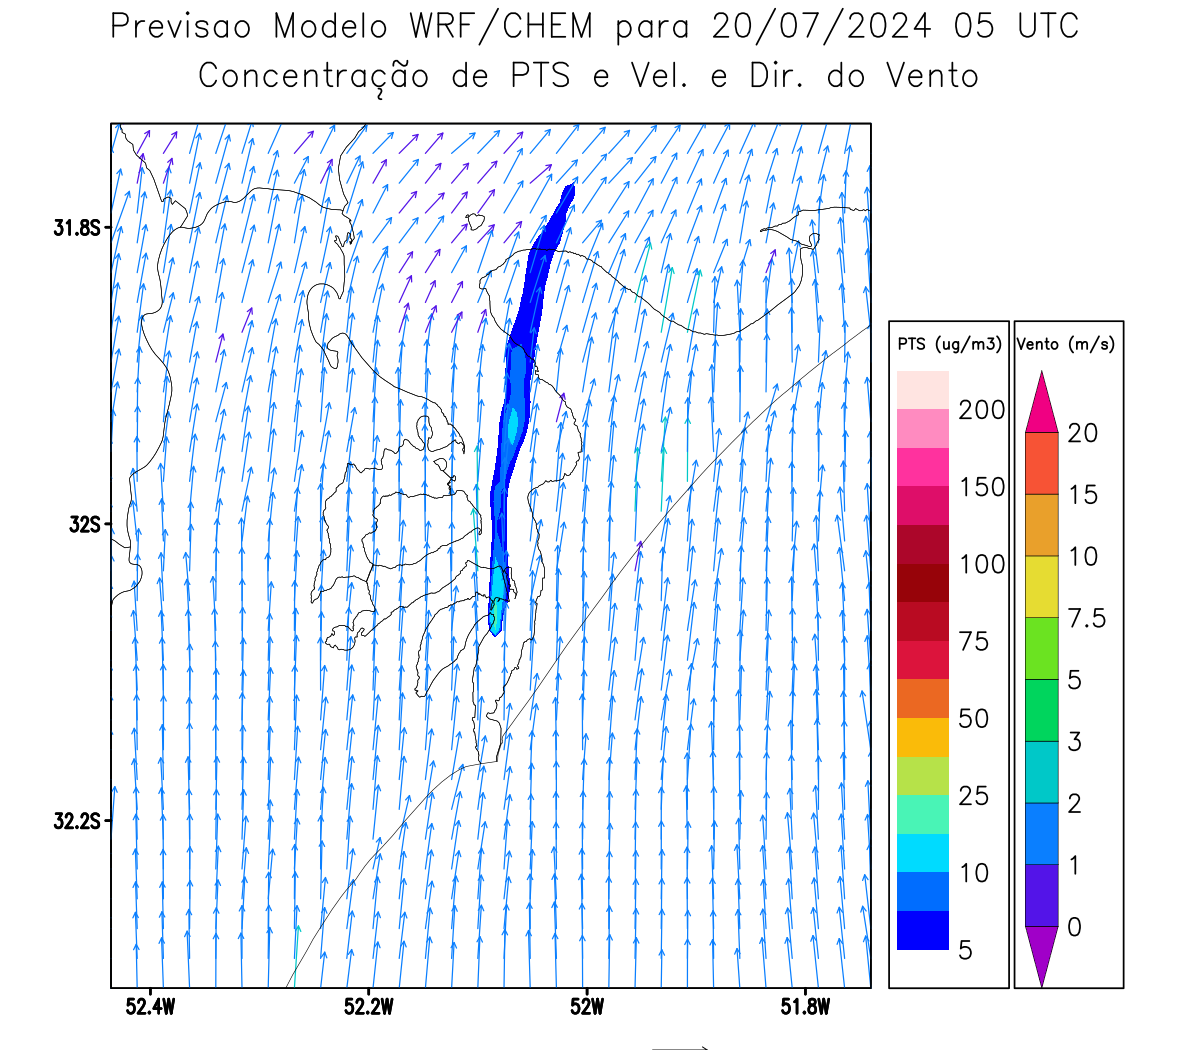 Previsao Modelo WRF/CHEM para 20/07/2024 05 UTC
Concentração de PTS e Vel. e Dir. do Vento
31.8S
32S
32.2S
52.4W 52.2W 52W 51.8W
PTS (ug/m3)
200
150
100
75
50
25
10
5
Vento (m/s)
20
15
10
7.5
5
3
2
1
0